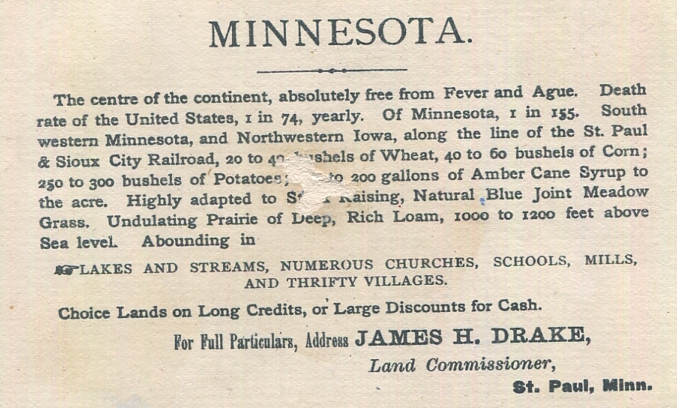 MINNESOTA.
The centre of the continent, absolutely free from Fever and Ague. Death
rate of the United States, 1 in 74, yearly. Of Minnesota, 1 in 155. South
western Minnesota, and Northwestern Iowa, along the line of the St. Paul
& Sioux City Railroad, 20 to 40 bushels of Wheat, 40 to 60 bushels of Corn;
250 to 300 bushels of Potatoes; to 200 gallons of Amber Cane Syrup to
the acre. Highly adapted to Raising, Natural Blue Joint Meadow
Grass. Undulating Prairie of Deep, Rich Loam, 1000 to 1200 feet above
Sea level. Abounding in
☛LAKES AND STREAMS, NUMEROUS CHURCHES, SCHOOLS, MILLS,
AND THRIFTY VILLAGES.
Choice Lands on Long Credits, or Large Discounts for Cash.
For Full Particulars, Address JAMES H. DRAKE,
Land Commissioner,
St. Paul, Minn.